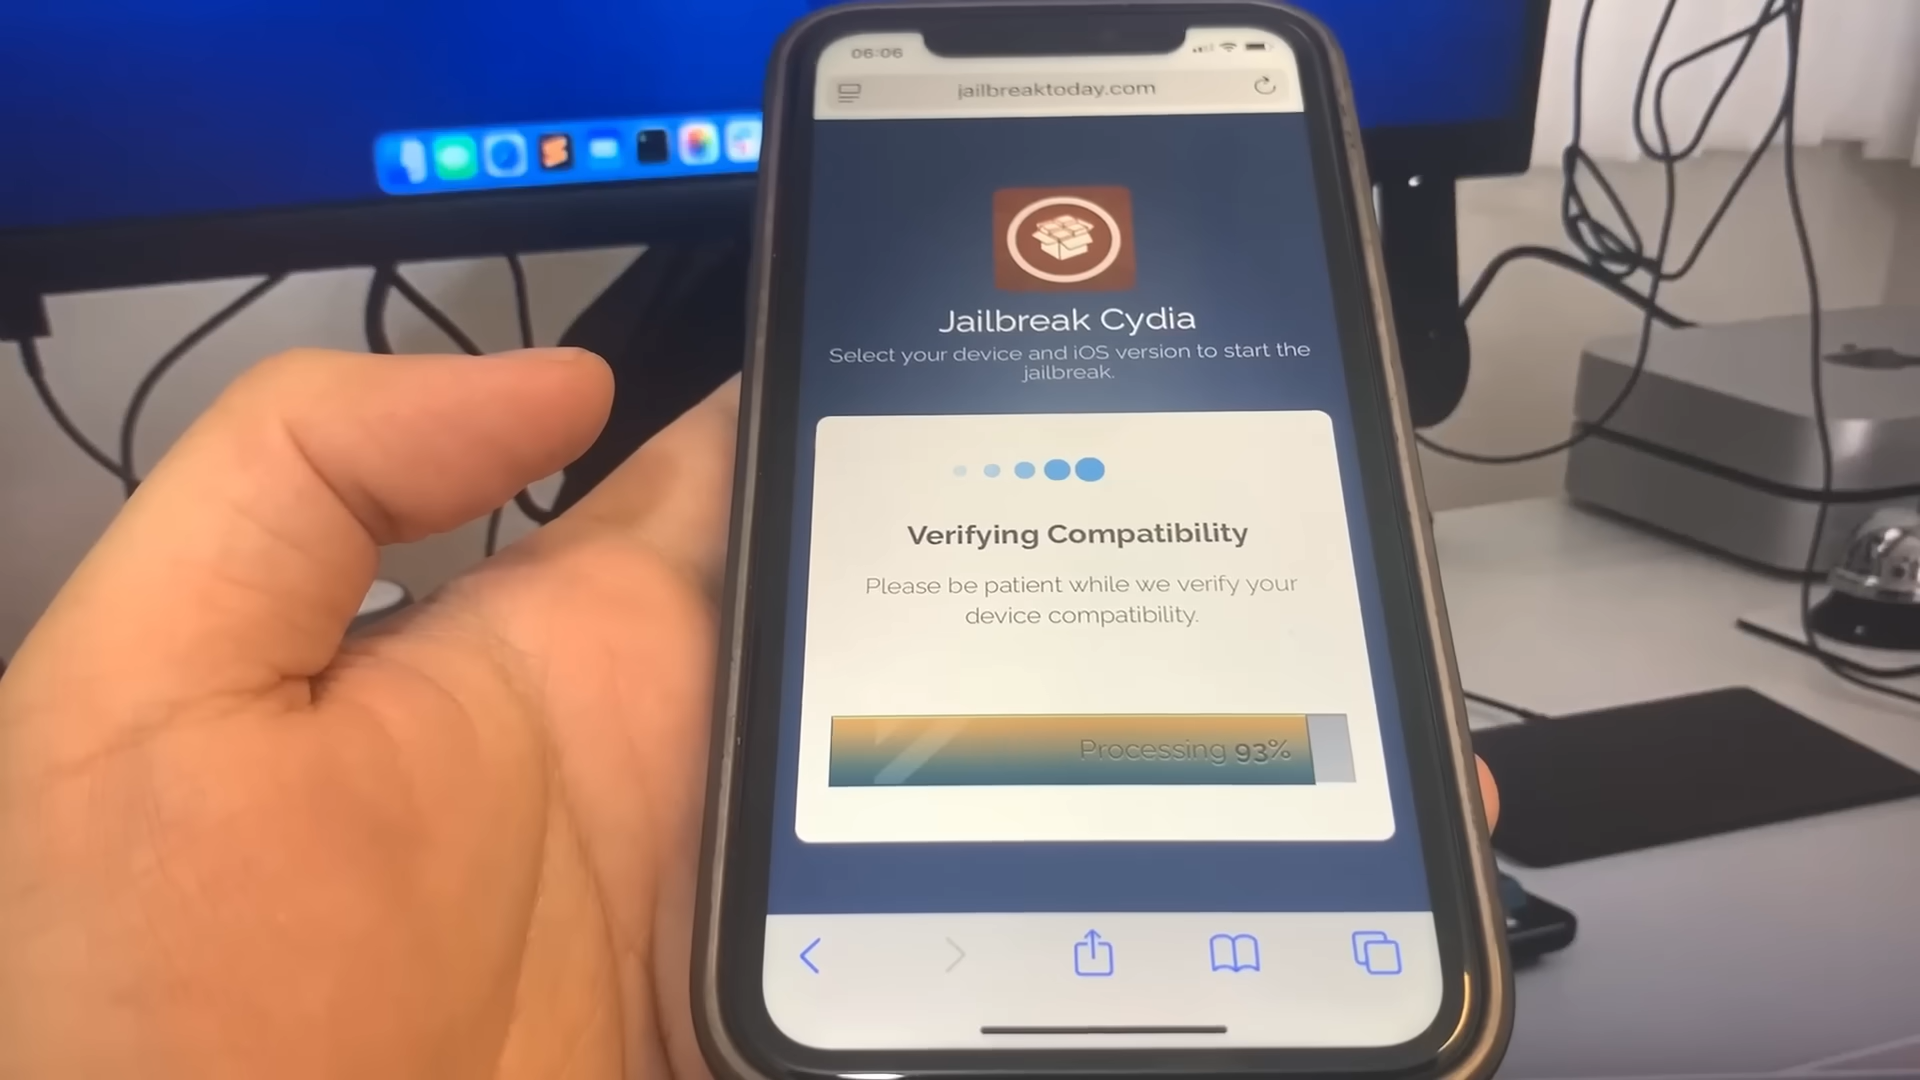 06:06
jailbreaktoday.com
Jailbreak Cydia
Select your device and iOS version to start the
jailbreak.
Verifying Compatibility
Please be patient while we verify your
device compatibility.
Processing 93%